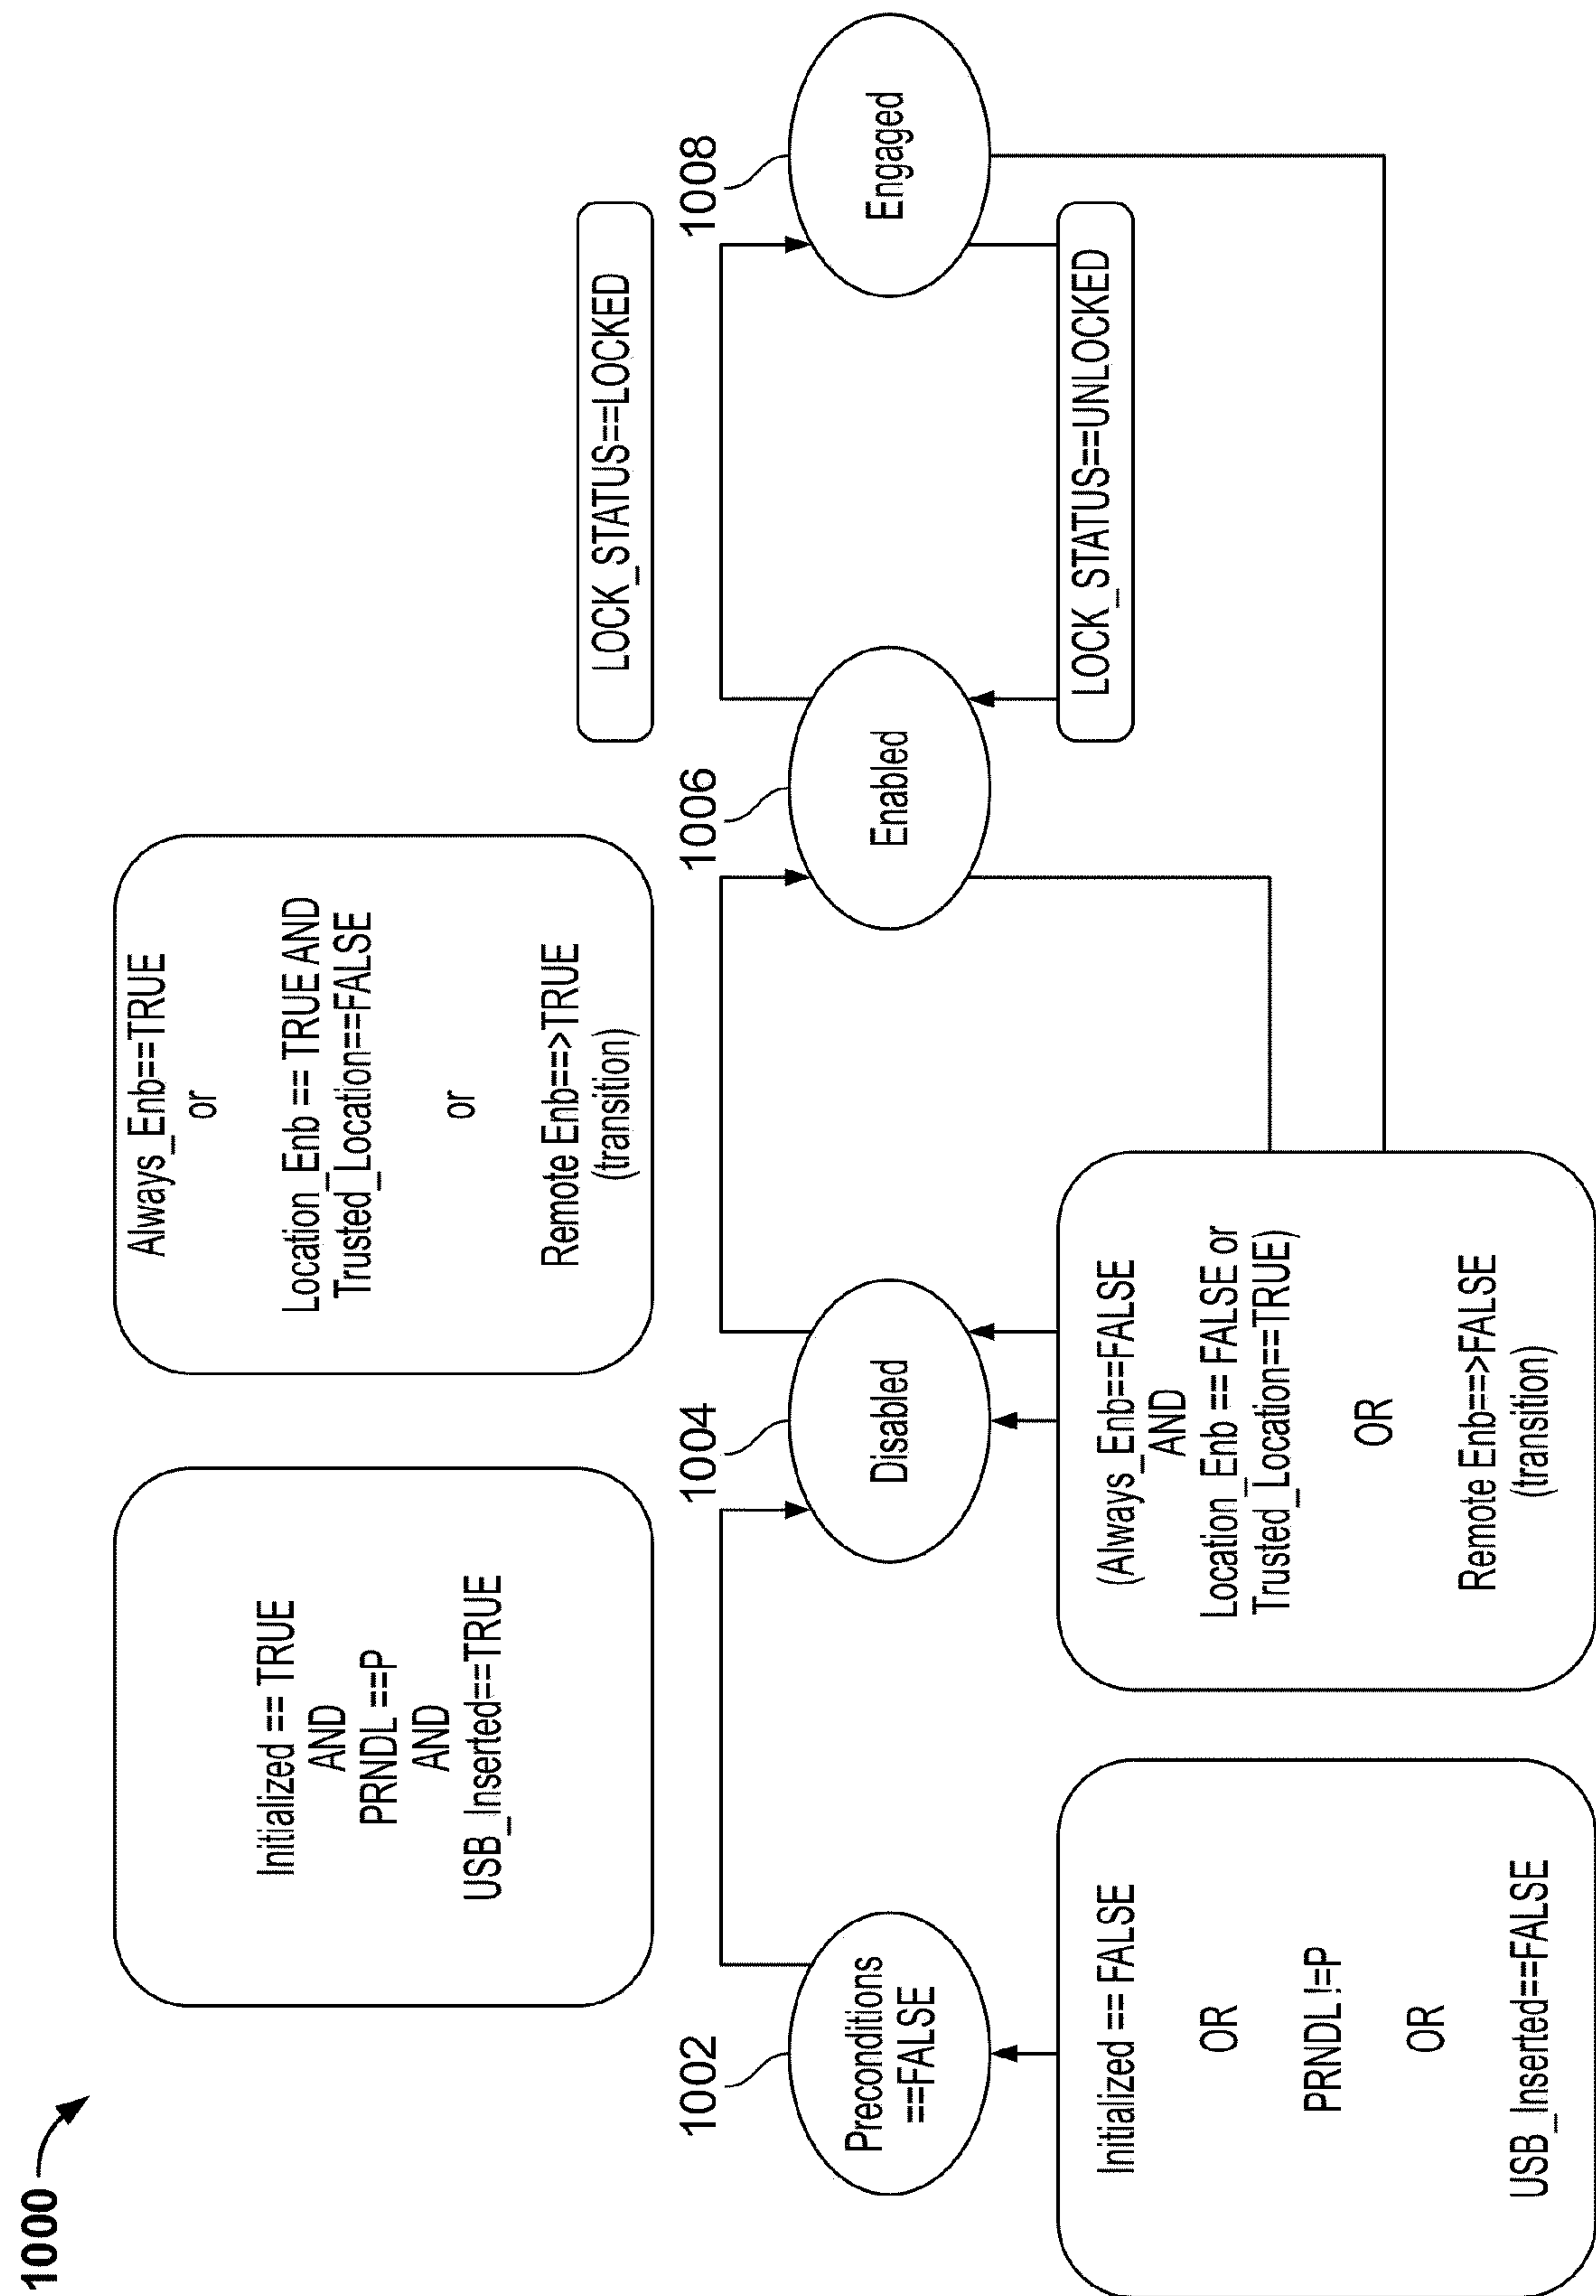 1000
Initialized == TRUE
AND
PRNDL ==P
AND
USB_Inserted==TRUE
Always_Enb==TRUE
or
Location_Enb == TRUE AND
Trusted_Location==FALSE
or
Remote Enb==>TRUE
(transition)
LOCK_STATUS==LOCKED
1002
1004
1006
1008
Preconditions
==FALSE
Disabled
Enabled
Engaged
Initialized == FALSE
OR
PRNDL !=P
OR
USB_Inserted==FALSE
(Always_Enb==FALSE
AND
Location_Enb == FALSE or
Trusted_Location==TRUE)
OR
Remote Enb==>FALSE
(transition)
LOCK_STATUS==UNLOCKED